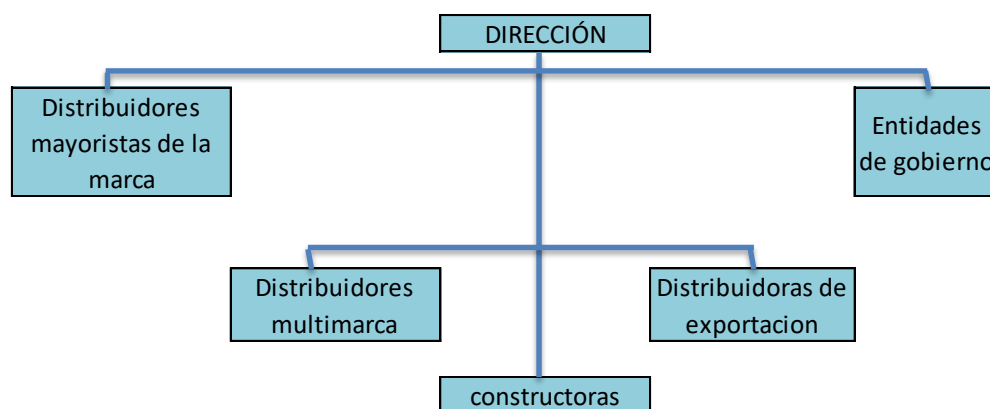 DIRECCIÓN
Distribuidores
mayoristas de la
marca
Entidades
de gobierno
Distribuidores
multimarca
Distribuidoras de
exportacion
constructoras